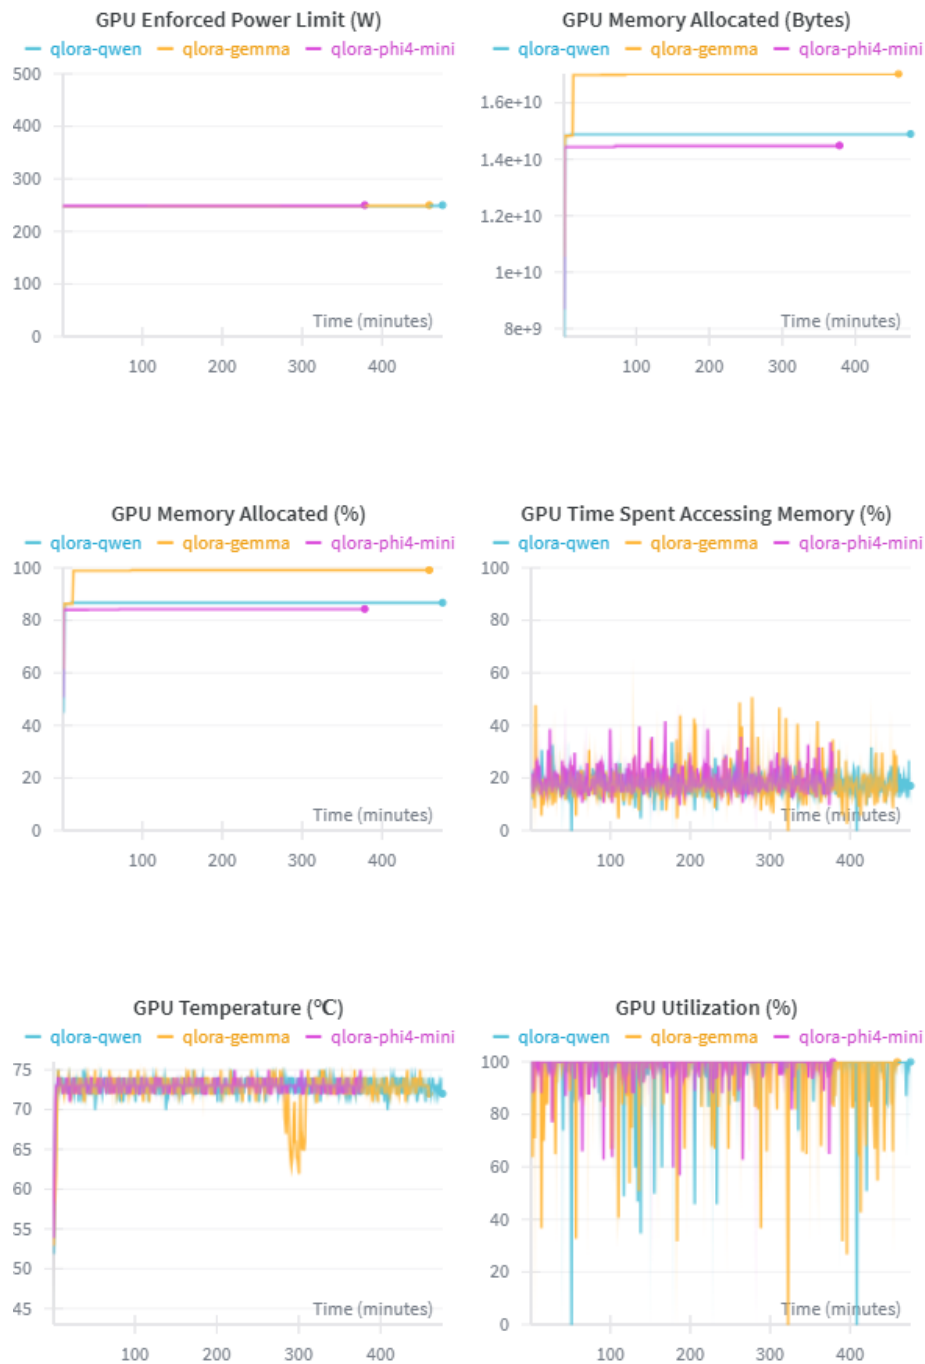 GPU Enforced Power Limit (W)
qlora-qwen qlora-gemma qlora-phi4-mini
500
400
300
200
100
0
Time (minutes)
100 200 300 400
GPU Memory Allocated (Bytes)
qlora-qwen qlora-gemma qlora-phi4-mini
1.6e+10
1.4e+10
1.2e+10
1e+10
8e+9
Time (minutes)
100 200 300 400
GPU Memory Allocated (%)
qlora-qwen qlora-gemma qlora-phi4-mini
100
80
60
40
20
0
Time (minutes)
100 200 300 400
GPU Time Spent Accessing Memory (%)
qlora-qwen qlora-gemma qlora-phi4-mini
100
80
60
40
20
0
Time (minutes)
100 200 300 400
GPU Temperature (℃)
qlora-qwen qlora-gemma qlora-phi4-mini
75
70
65
60
55
50
45
Time (minutes)
100 200 300 400
GPU Utilization (%)
qlora-qwen qlora-gemma qlora-phi4-mini
100
80
60
40
20
0
Time (minutes)
100 200 300 400